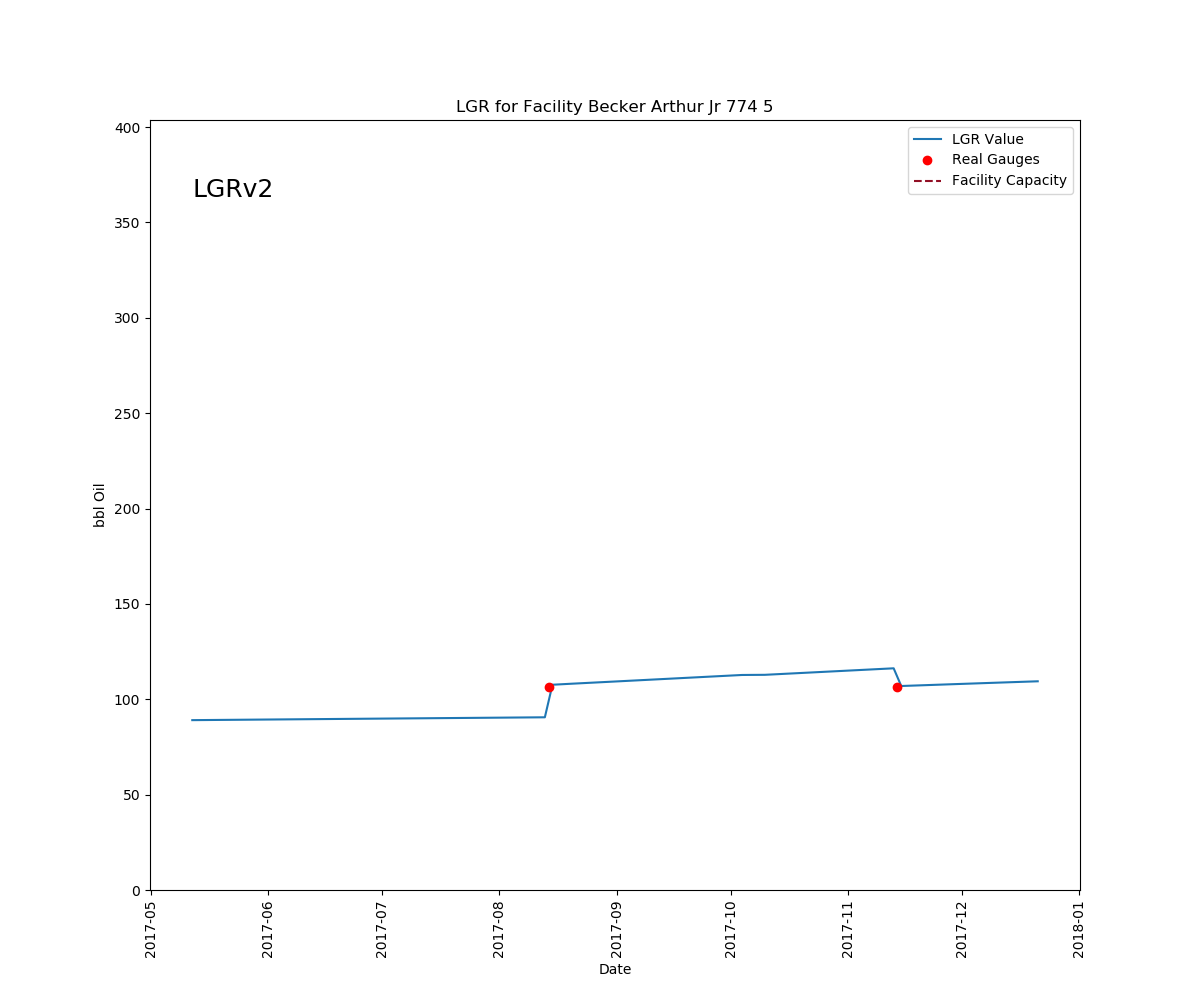 LGR for Facility Becker Arthur Jr 774 5
LGRv2
LGR Value
Real Gauges
Facility Capacity
400
350
300
250
200
150
100
50
0
bbl Oil
2017-05
2017-06
2017-07
2017-08
2017-09
2017-10
2017-11
2017-12
2018-01
Date